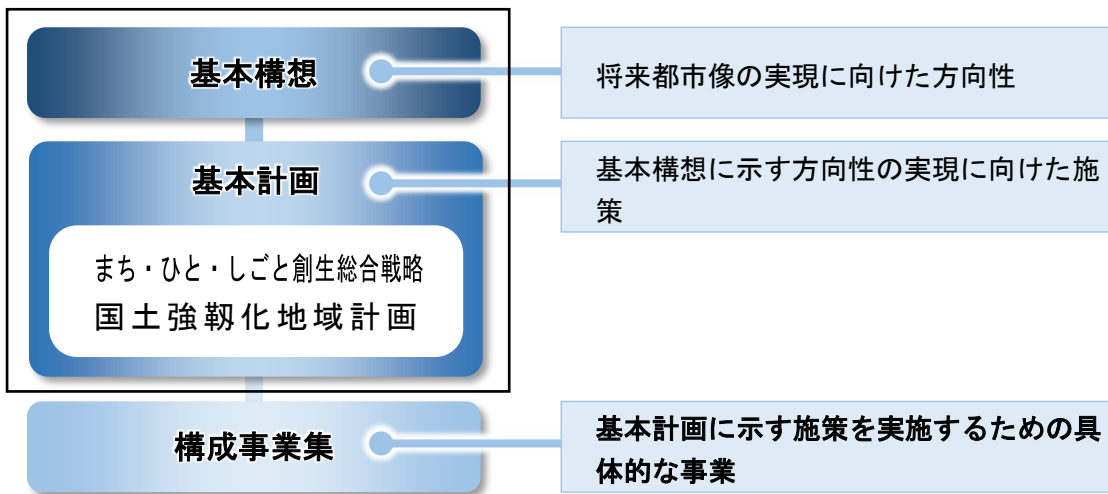 基本構想
将来都市像の実現に向けた方向性
基本計画
基本構想に示す方向性の実現に向けた施
策
まち・ひと・しごと創生総合戦略
国土強靱化地域計画
構成事業集
基本計画に示す施策を実施するための具
体的な事業